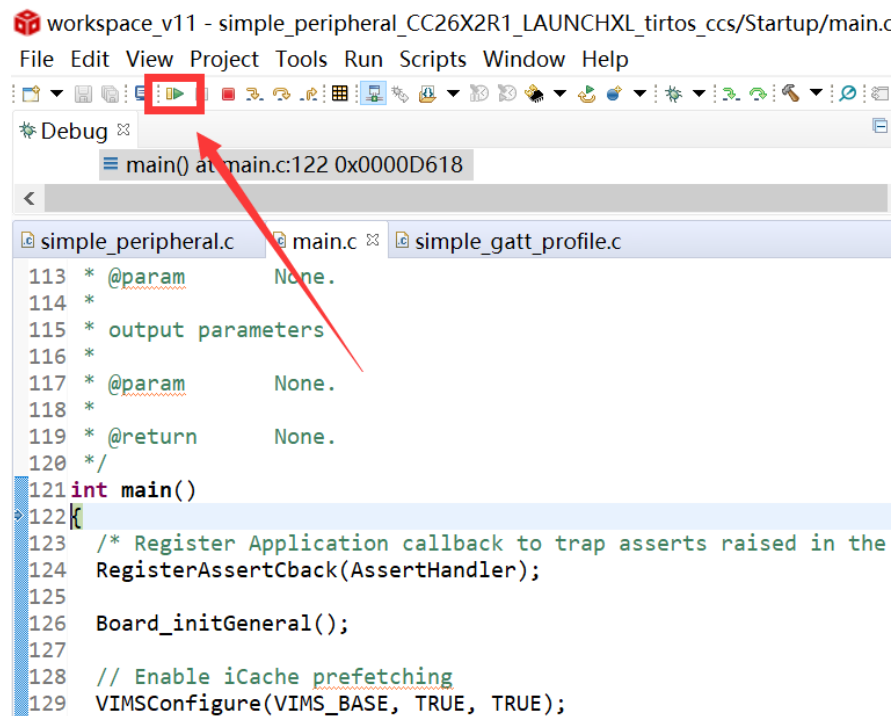 workspace_v11 - simple_peripheral_CC26X2R1_LAUNCHXL_tirtos_ccs/Startup/main.c
File Edit View Project Tools Run Scripts Window Help
Debug
main() at main.c:122 0x0000D618
simple_peripheral.c main.c simple_gatt_profile.c
113 * @param None.
114 *
115 * output parameters
116 *
117 * @param None.
118 *
119 * @return None.
120 */
121 int main()
122 {
123 /* Register Application callback to trap asserts raised in the
124 RegisterAssertCback(AssertHandler);
125
126 Board_initGeneral();
127
128 // Enable iCache prefetching
129 VIMSConfigure(VIMS_BASE, TRUE, TRUE);